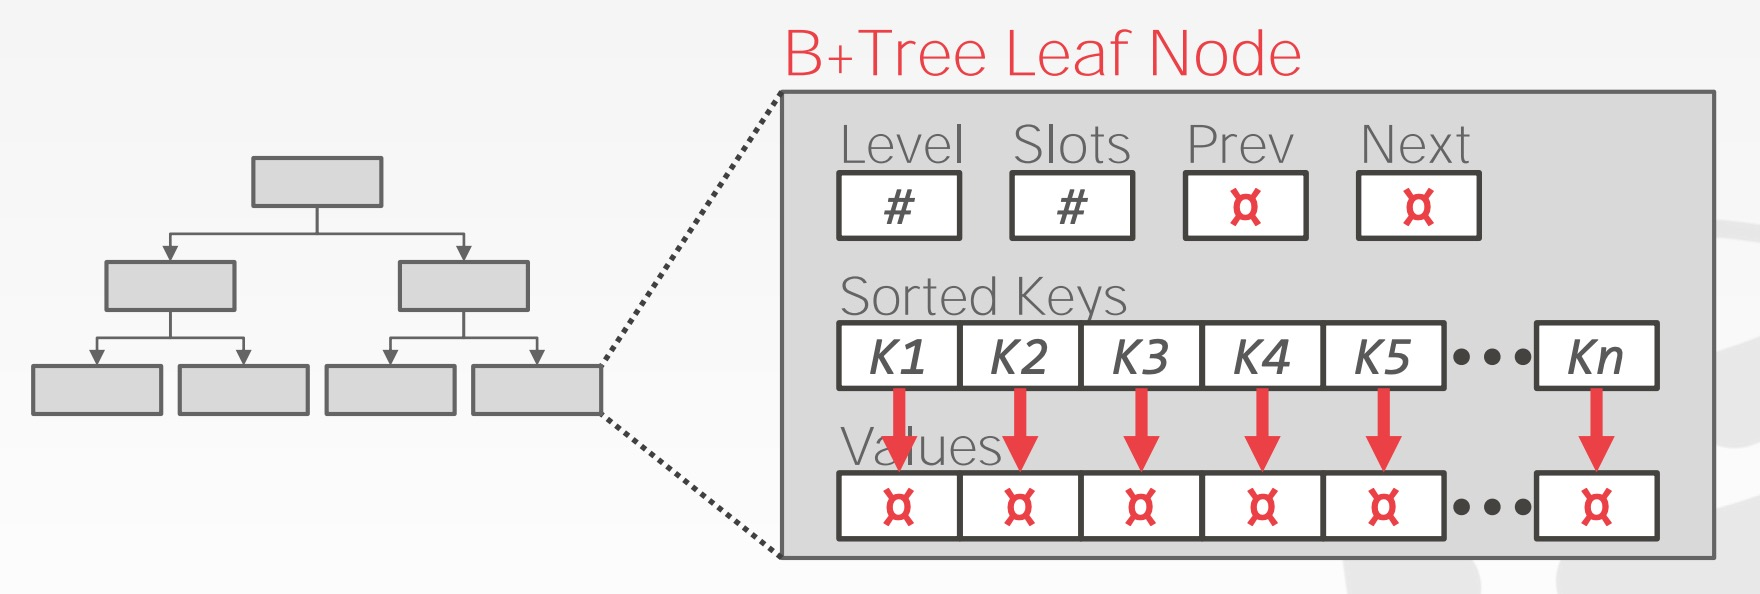 B+Tree Leaf Node
Level Slots Prev Next
# # ¤ ¤
Sorted Keys
K1 K2 K3 K4 K5 ••• Kn
Values
¤ ¤ ¤ ¤ ¤ ••• ¤